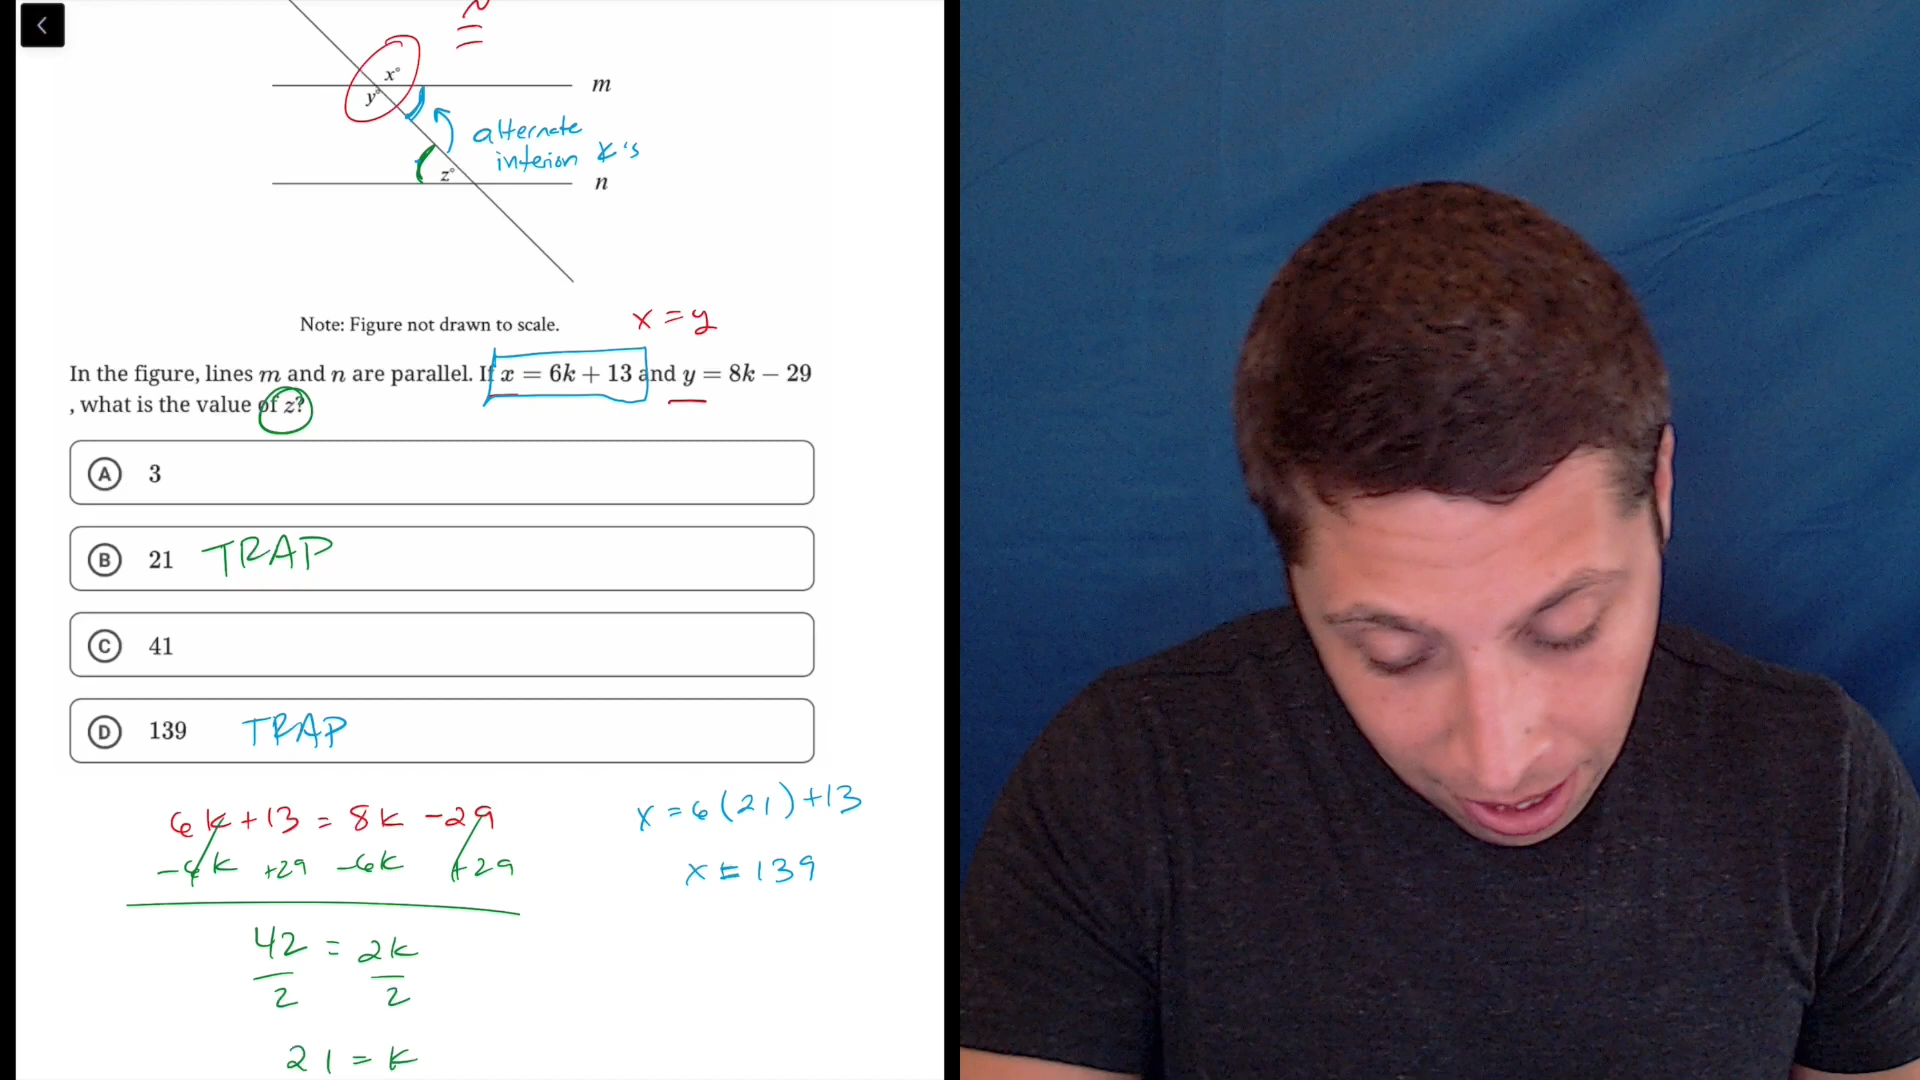 x°
m
y°
alternate
interior ∡'s
z°
n
Note: Figure not drawn to scale.
x = y
In the figure, lines m and n are parallel. If x = 6k + 13 and y = 8k − 29
, what is the value of z?
A 3
B 21 TRAP
C 41
D 139 TRAP
6k + 13 = 8k − 29
−6k +29 −6k +29
42 = 2k
2 2
21 = k
x = 6(21) + 13
x = 139